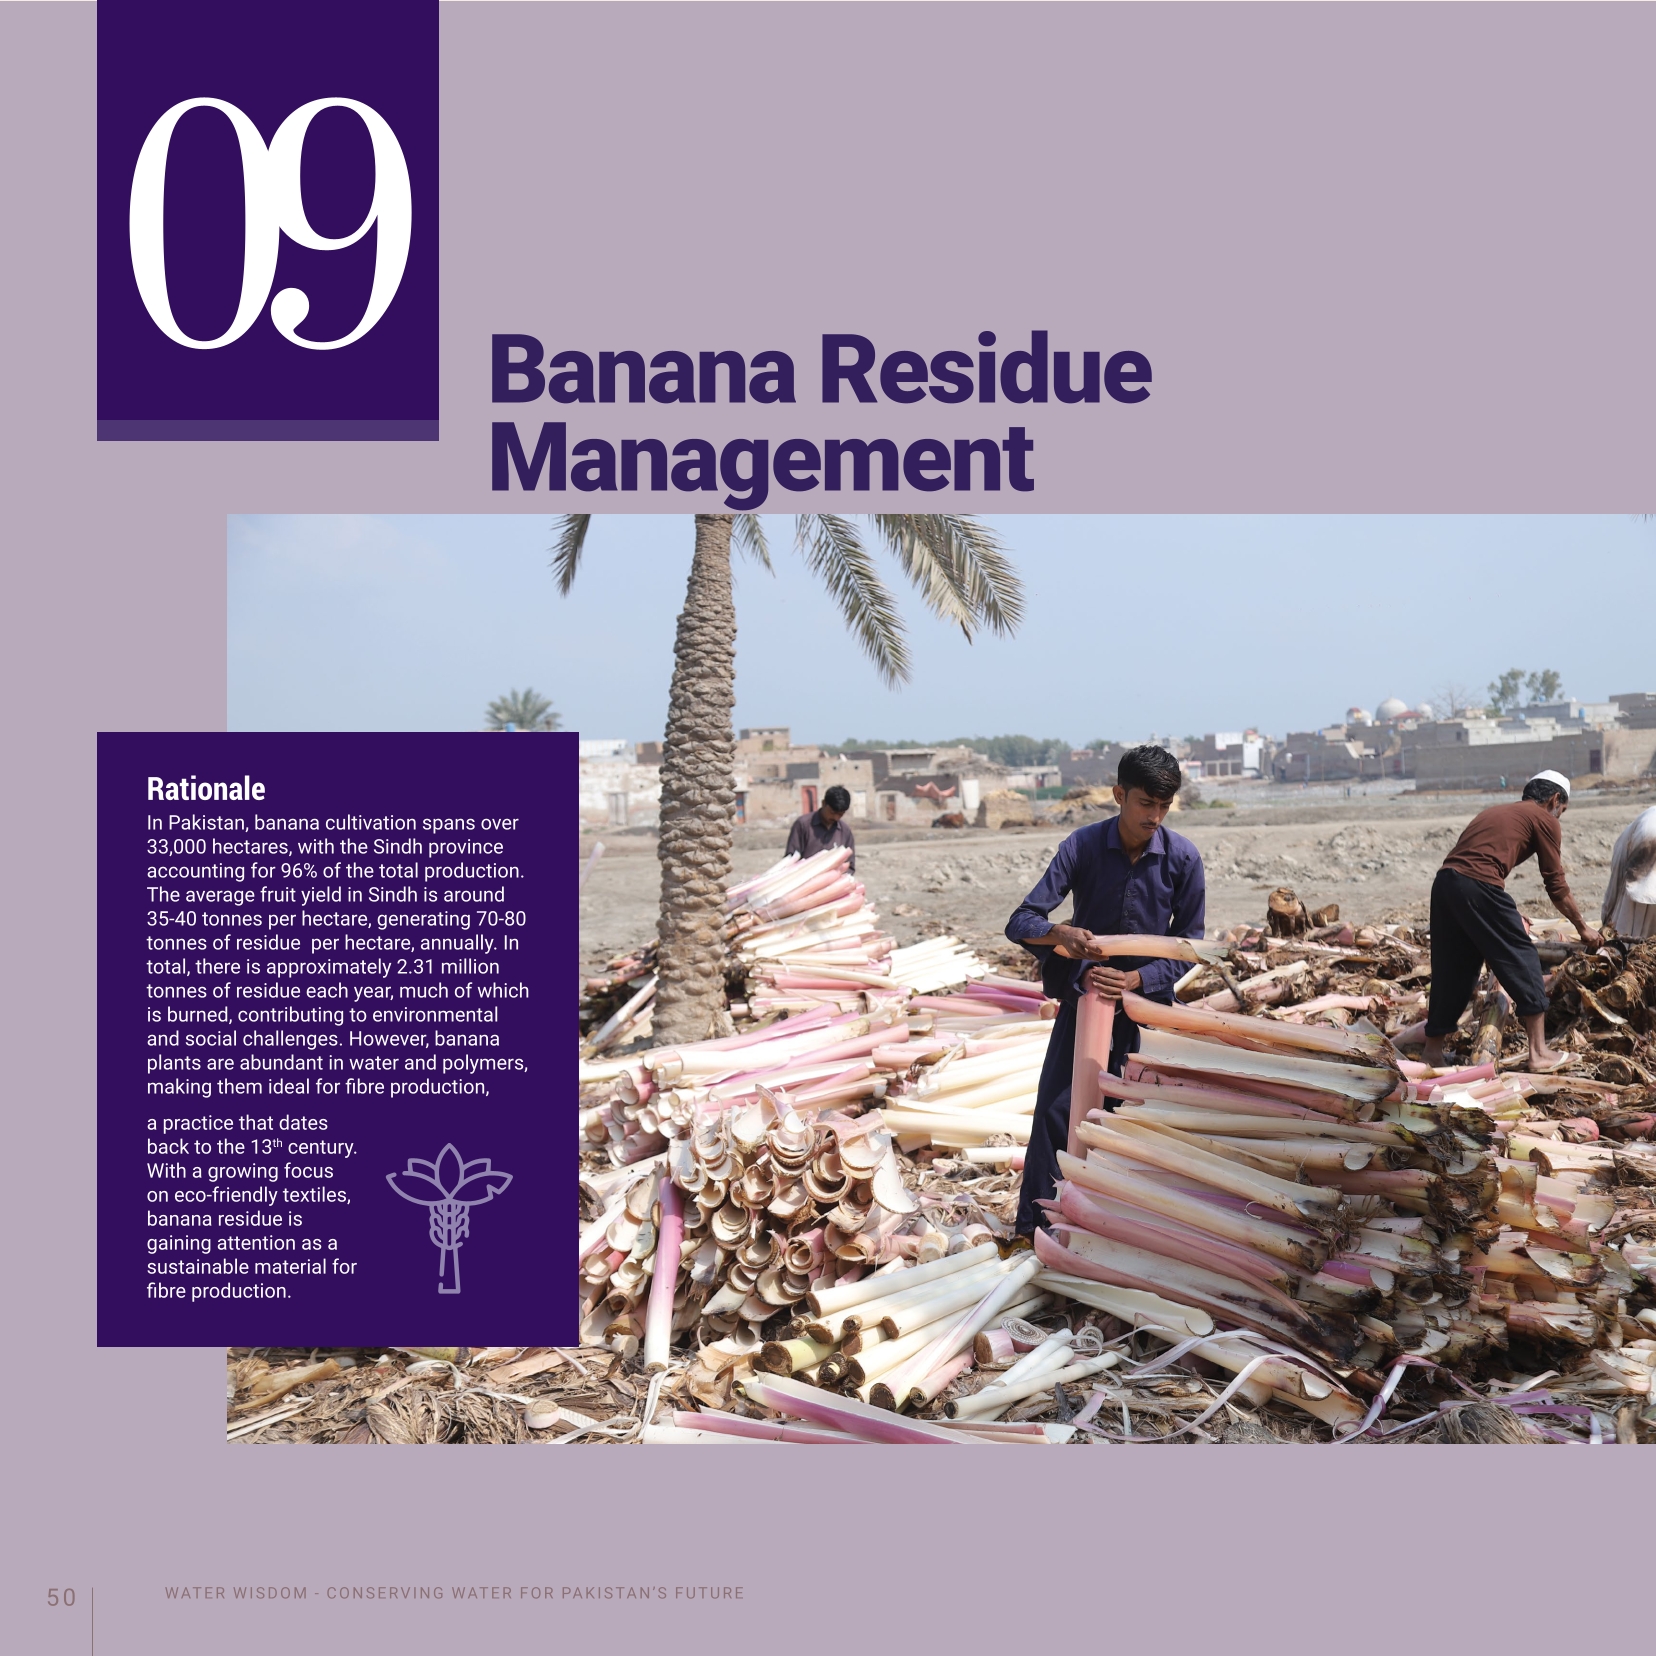 09
Banana Residue
Management
Rationale
In Pakistan, banana cultivation spans over
33,000 hectares, with the Sindh province
accounting for 96% of the total production.
The average fruit yield in Sindh is around
35-40 tonnes per hectare, generating 70-80
tonnes of residue per hectare, annually. In
total, there is approximately 2.31 million
tonnes of residue each year, much of which
is burned, contributing to environmental
and social challenges. However, banana
plants are abundant in water and polymers,
making them ideal for fibre production,
a practice that dates
back to the 13th century.
With a growing focus
on eco-friendly textiles,
banana residue is
gaining attention as a
sustainable material for
fibre production.
50
WATER WISDOM - CONSERVING WATER FOR PAKISTAN'S FUTURE